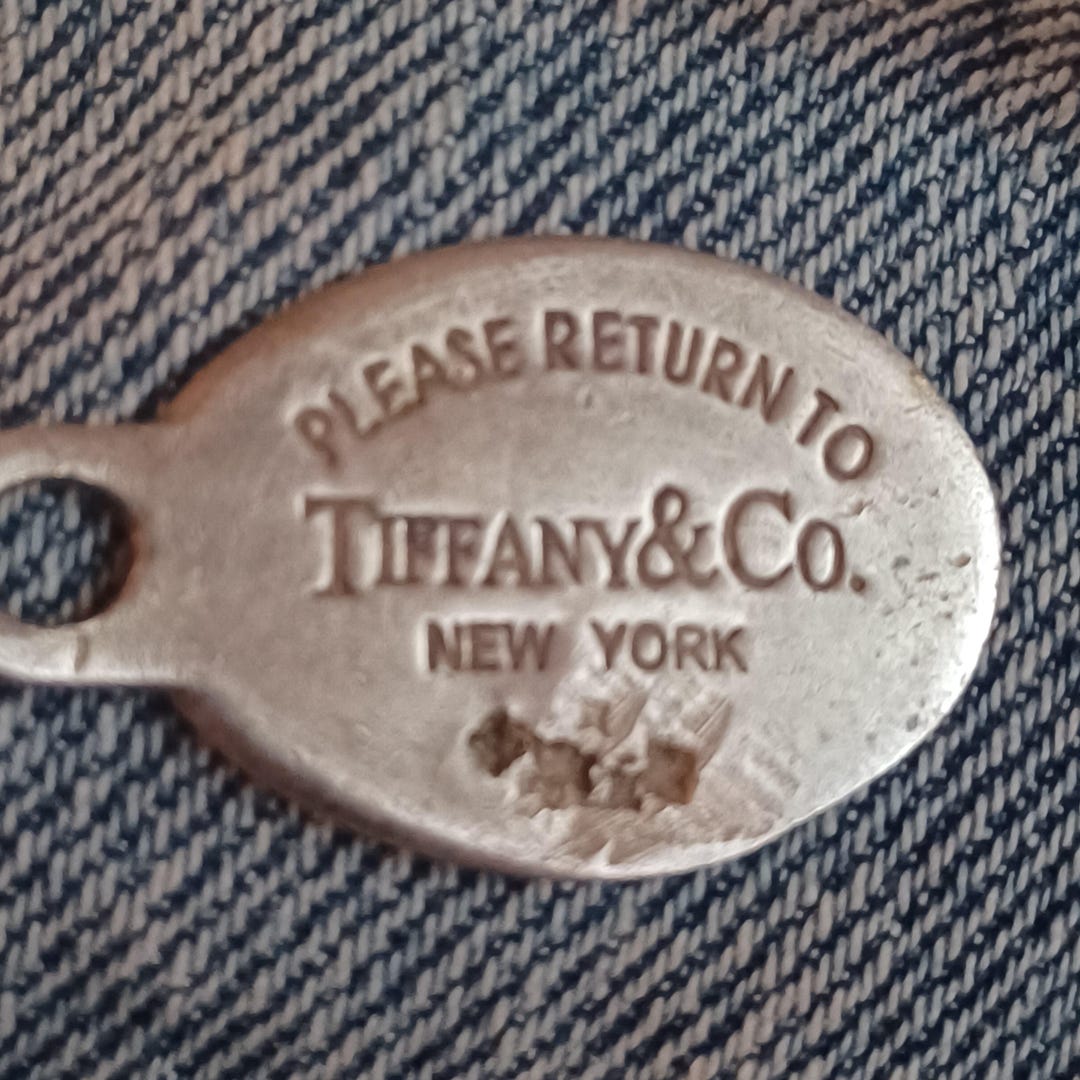 PLEASE RETURN TO
TIFFANY & CO.
NEW YORK